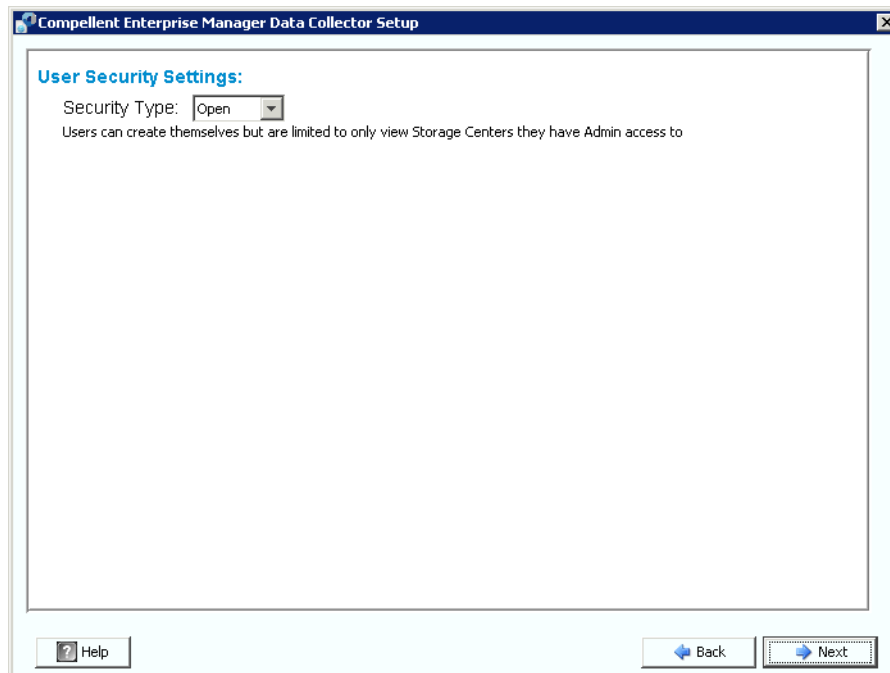 Compellent Enterprise Manager Data Collector Setup
User Security Settings:
Security Type: Open
Users can create themselves but are limited to only view Storage Centers they have Admin access to
? Help
Back
Next